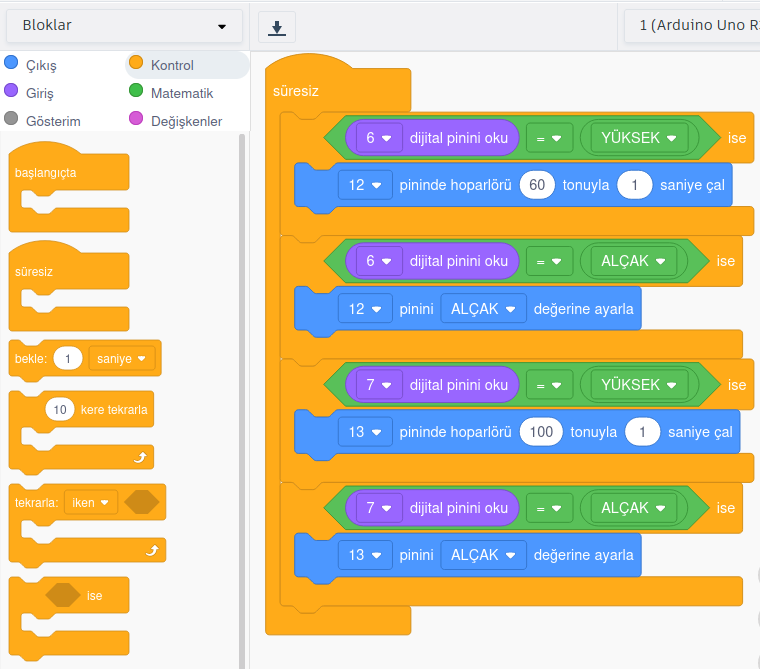 Bloklar
1 (Arduino Uno R
Çıkış
Kontrol
Giriş
Matematik
Gösterim
Değişkenler
başlangıçta
süresiz
bekle: 1 saniye
10 kere tekrarla
tekrarla: iken
ise
süresiz
6 dijital pinini oku = YÜKSEK ise
12 pininde hoparlörü 60 tonuyla 1 saniye çal
6 dijital pinini oku = ALÇAK ise
12 pinini ALÇAK değerine ayarla
7 dijital pinini oku = YÜKSEK ise
13 pininde hoparlörü 100 tonuyla 1 saniye çal
7 dijital pinini oku = ALÇAK ise
13 pinini ALÇAK değerine ayarla